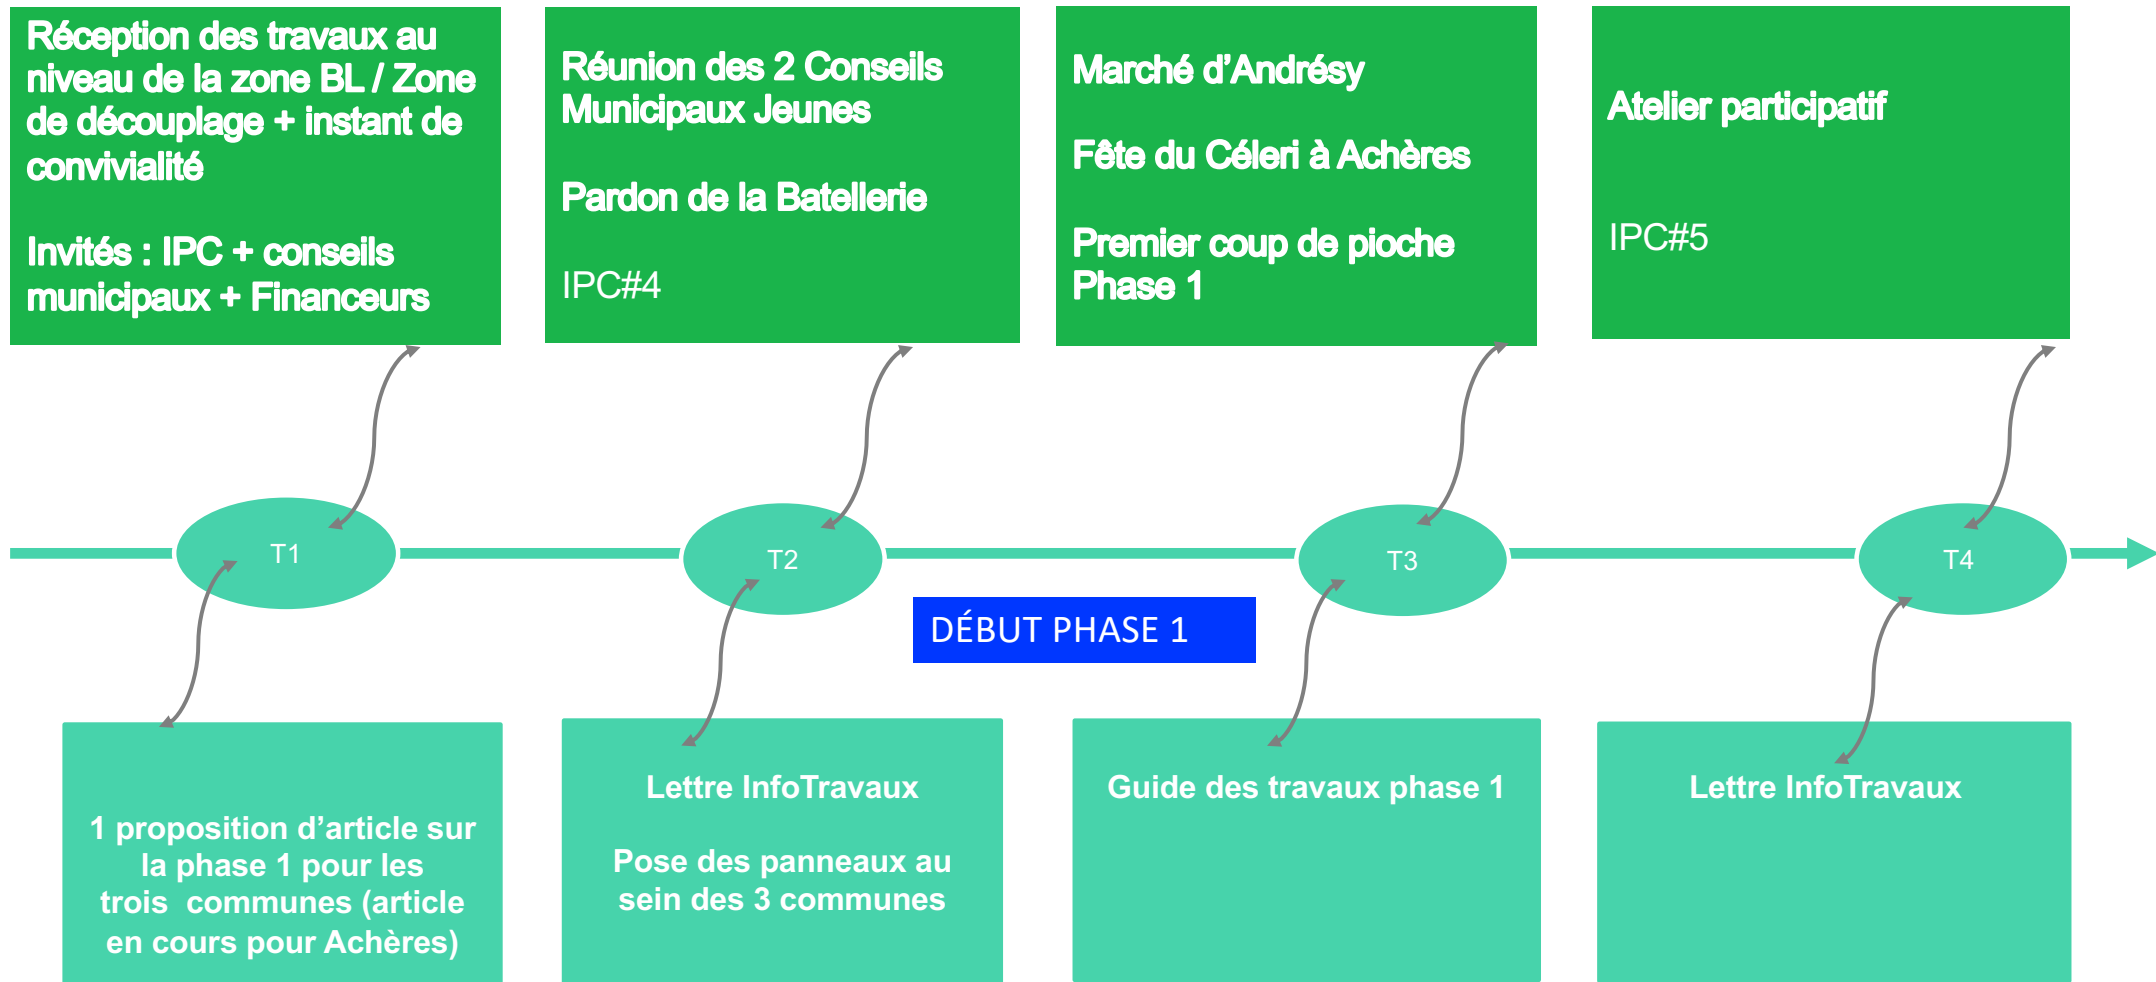 Réception des travaux au
niveau de la zone BL / Zone
de découplage + instant de
convivialité
Invités : IPC + conseils
municipaux + Financeurs
Réunion des 2 Conseils
Municipaux Jeunes
Pardon de la Batellerie
IPC#4
Marché d’Andrésy
Fête du Céleri à Achères
Premier coup de pioche
Phase 1
Atelier participatif
IPC#5
T1
T2
T3
T4
DÉBUT PHASE 1
1 proposition d’article sur
la phase 1 pour les
trois communes (article
en cours pour Achères)
Lettre InfoTravaux
Pose des panneaux au
sein des 3 communes
Guide des travaux phase 1
Lettre InfoTravaux